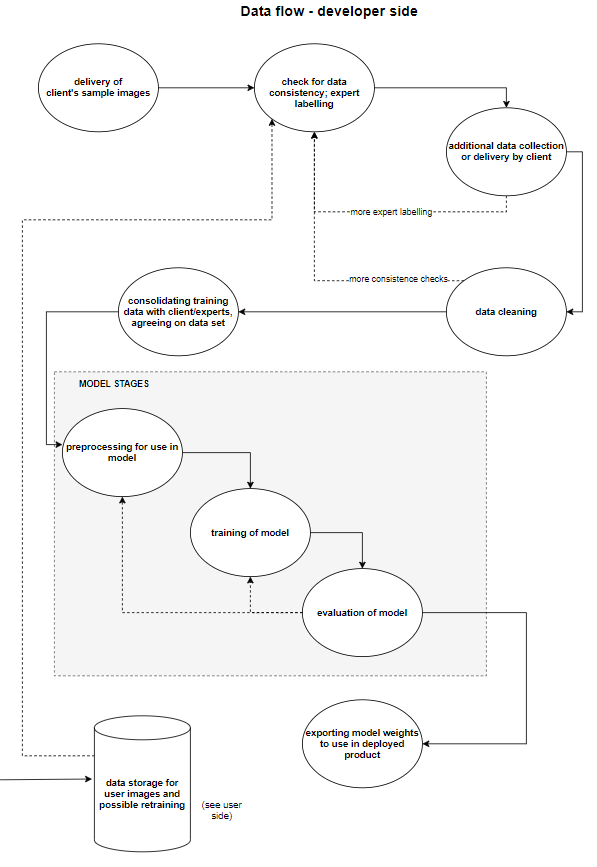 Data flow - developer side
delivery of
client's sample images
check for data
consistency; expert
labelling
additional data collection
or delivery by client
more expert labelling
more consistence checks
data cleaning
consolidating training
data with client/experts,
agreeing on data set
MODEL STAGES
preprocessing for use in
model
training of model
evaluation of model
exporting model weights
to use in deployed
product
data storage for
user images and
possible retraining
(see user
side)